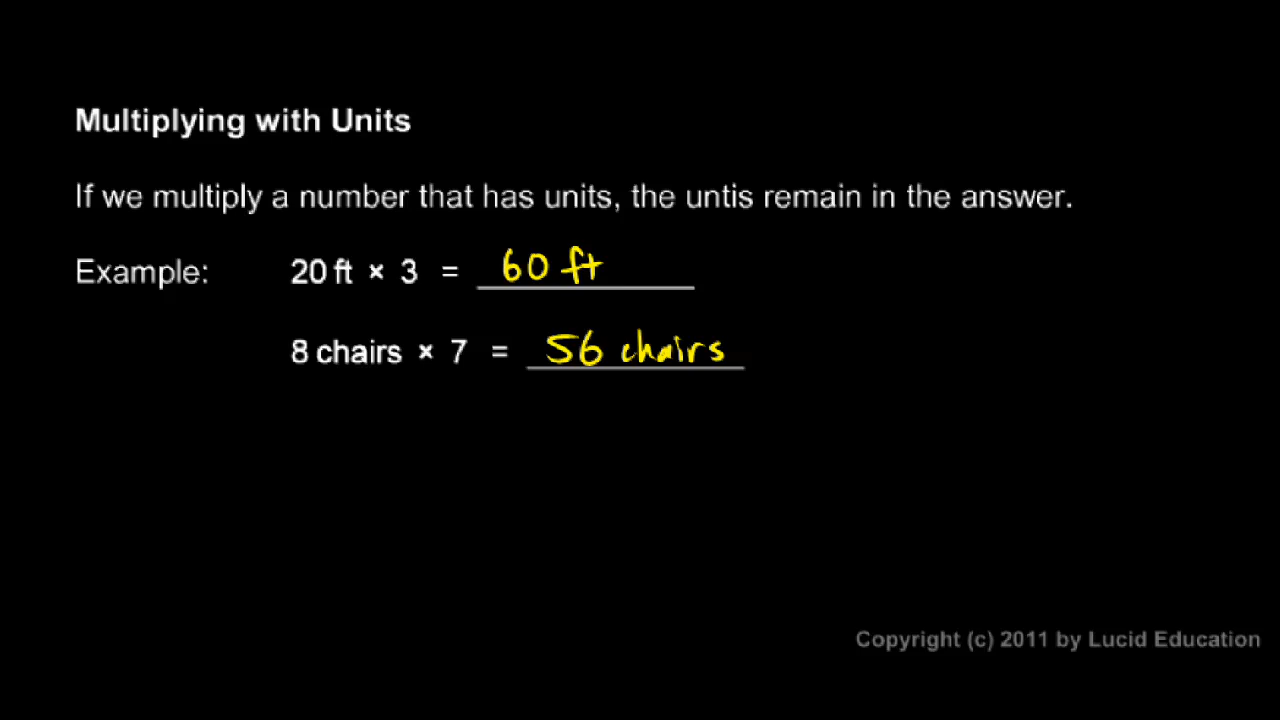 Multiplying with Units
If we multiply a number that has units, the untis remain in the answer.
Example: 20 ft × 3 = 60 ft
8 chairs × 7 = 56 chairs
Copyright (c) 2011 by Lucid Education